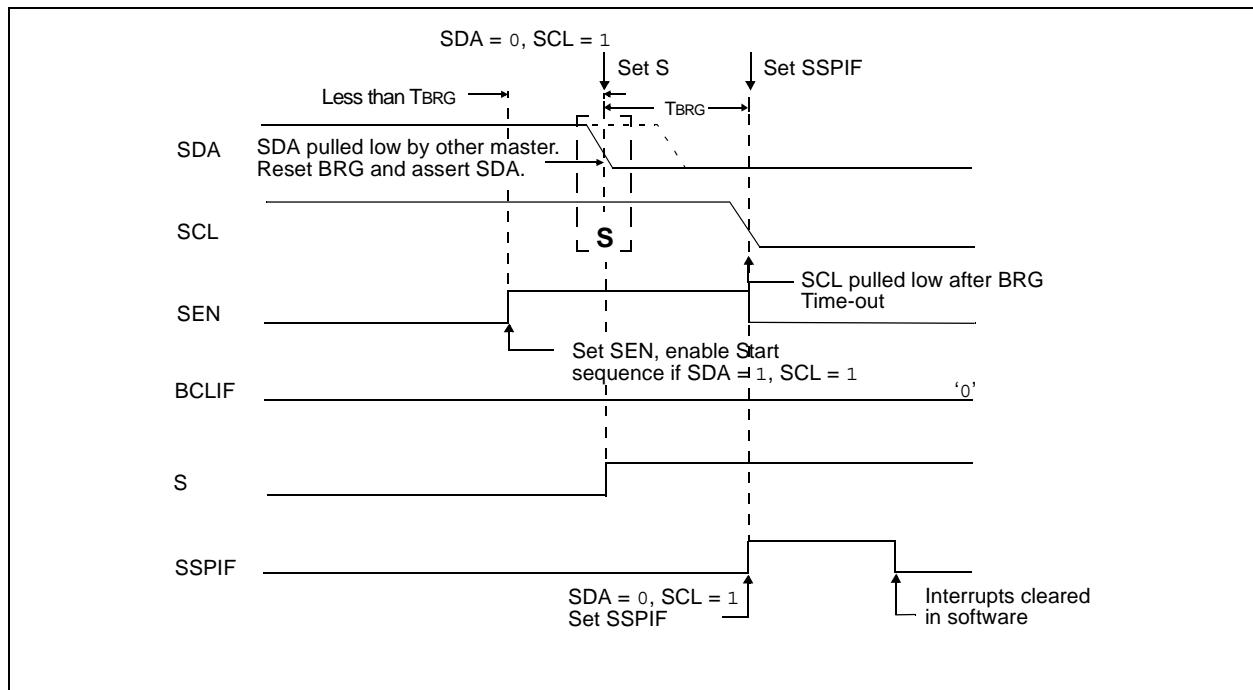 SDA = 0, SCL = 1
Set S
Set SSPIF
Less than TBRG
TBRG
SDA
SDA pulled low by other master.
Reset BRG and assert SDA.
SCL
S
SCL pulled low after BRG
Time-out
SEN
Set SEN, enable Start
sequence if SDA = 1, SCL = 1
BCLIF
‘0’
S
SSPIF
SDA = 0, SCL = 1
Set SSPIF
Interrupts cleared
in software